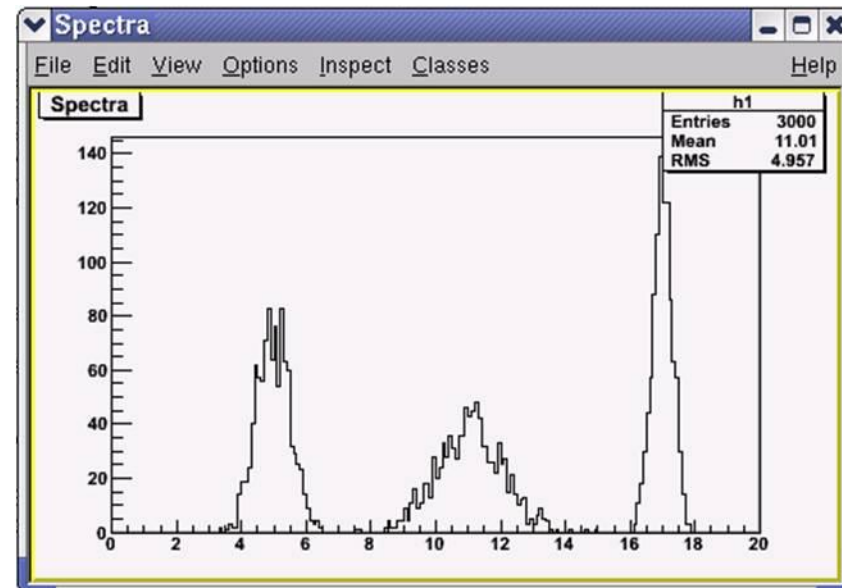 Spectra
File Edit View Options Inspect Classes Help
Spectra
h1
Entries 3000
Mean 11.01
RMS 4.957
140
120
100
80
60
40
20
0
0 2 4 6 8 10 12 14 16 18 20